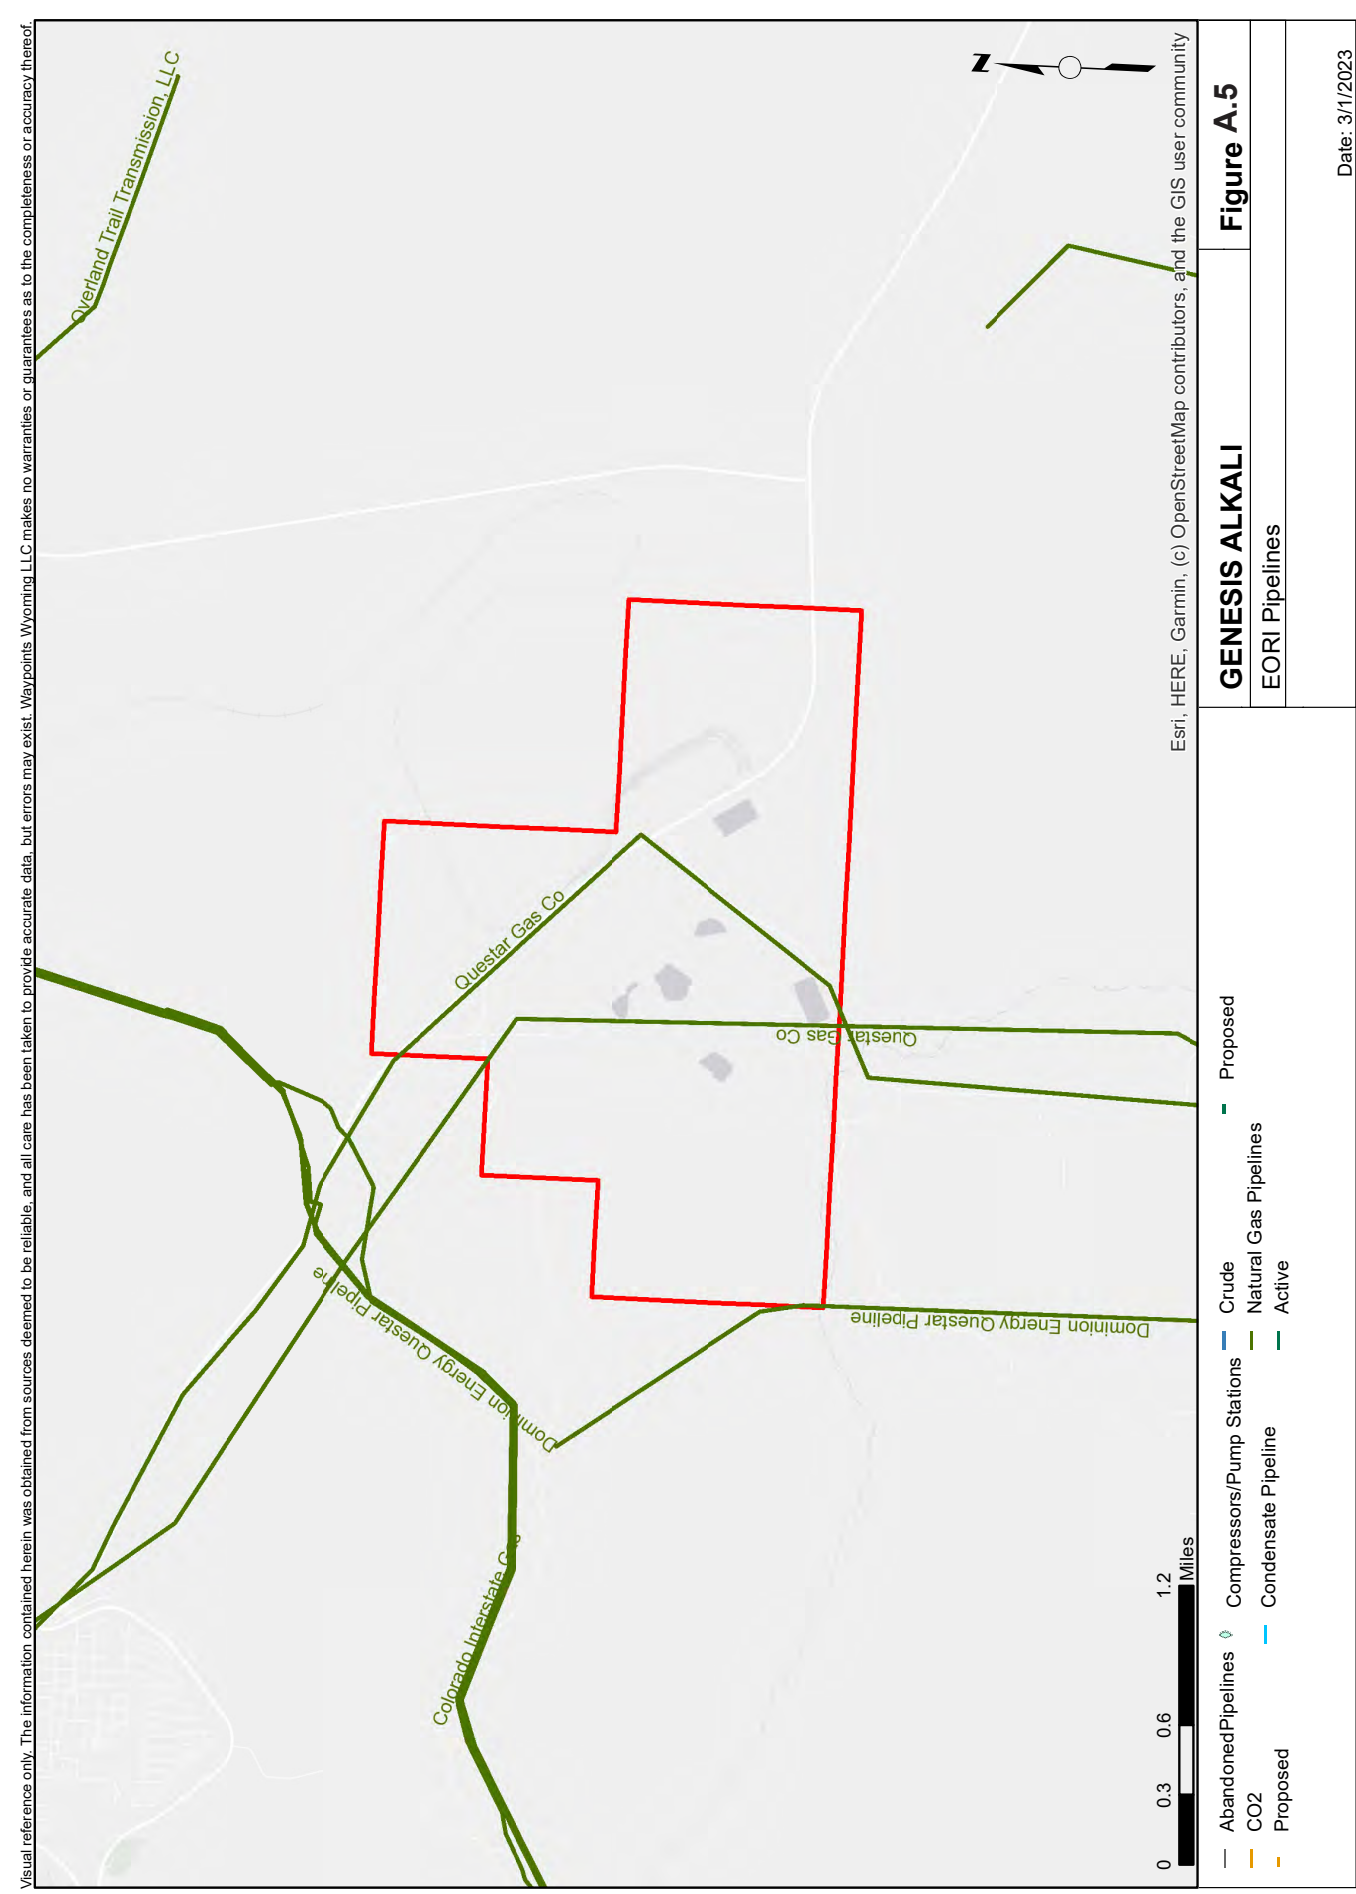 Visual reference only. The information contained herein was obtained from sources deemed to be reliable, and all care has been taken to provide accurate data, but errors may exist. Waypoints Wyoming LLC makes no warranties or guarantees as to the completeness or accuracy thereof.
Overland Trail Transmission, LLC
Questar Gas Co
Questar Gas Co
Dominion Energy Questar Pipeline
Dominion Energy Questar Pipeline
Colorado Interstate Gas
N
0 0.3 0.6 1.2
Miles
Esri, HERE, Garmin, (c) OpenStreetMap contributors, and the GIS user community
AbandonedPipelines
CO2
Proposed
Compressors/Pump Stations
Condensate Pipeline
Crude
Natural Gas Pipelines
Active
Proposed
GENESIS ALKALI
Figure A.5
EORI Pipelines
Date: 3/1/2023